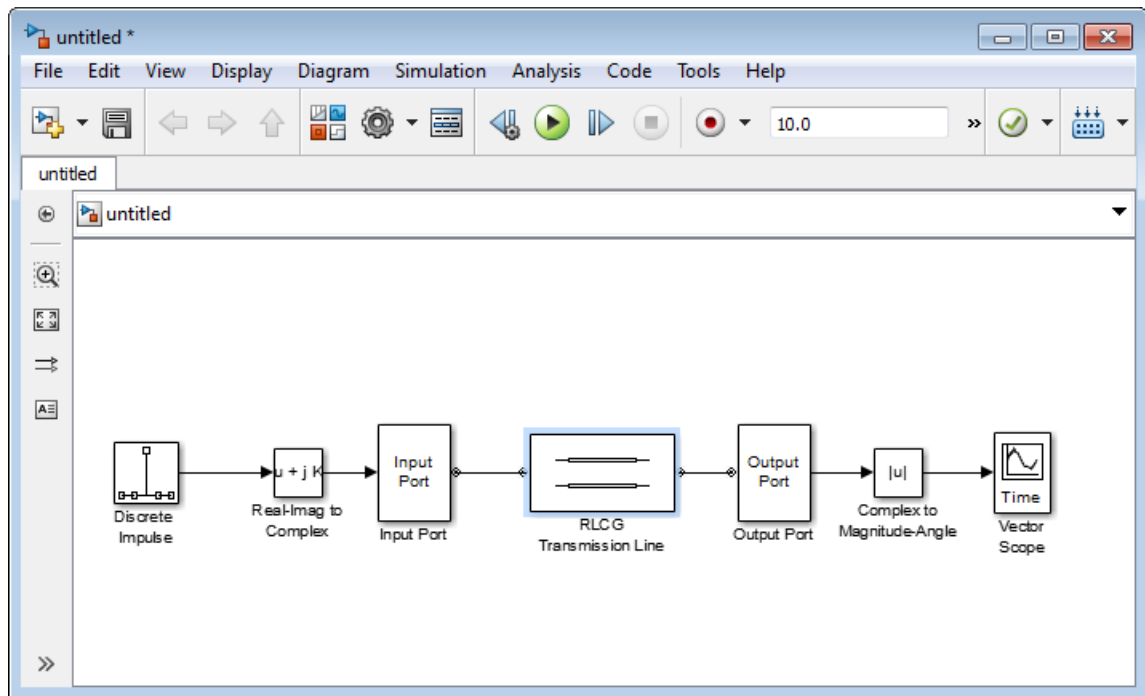 untitled *
File Edit View Display Diagram Simulation Analysis Code Tools Help
10.0
»
untitled
untitled
Discrete
Impulse
u + j K
Real-Imag to
Complex
Input
Port
Input Port
RLCG
Transmission Line
Output
Port
Output Port
|u|
Complex to
Magnitude-Angle
Time
Vector
Scope